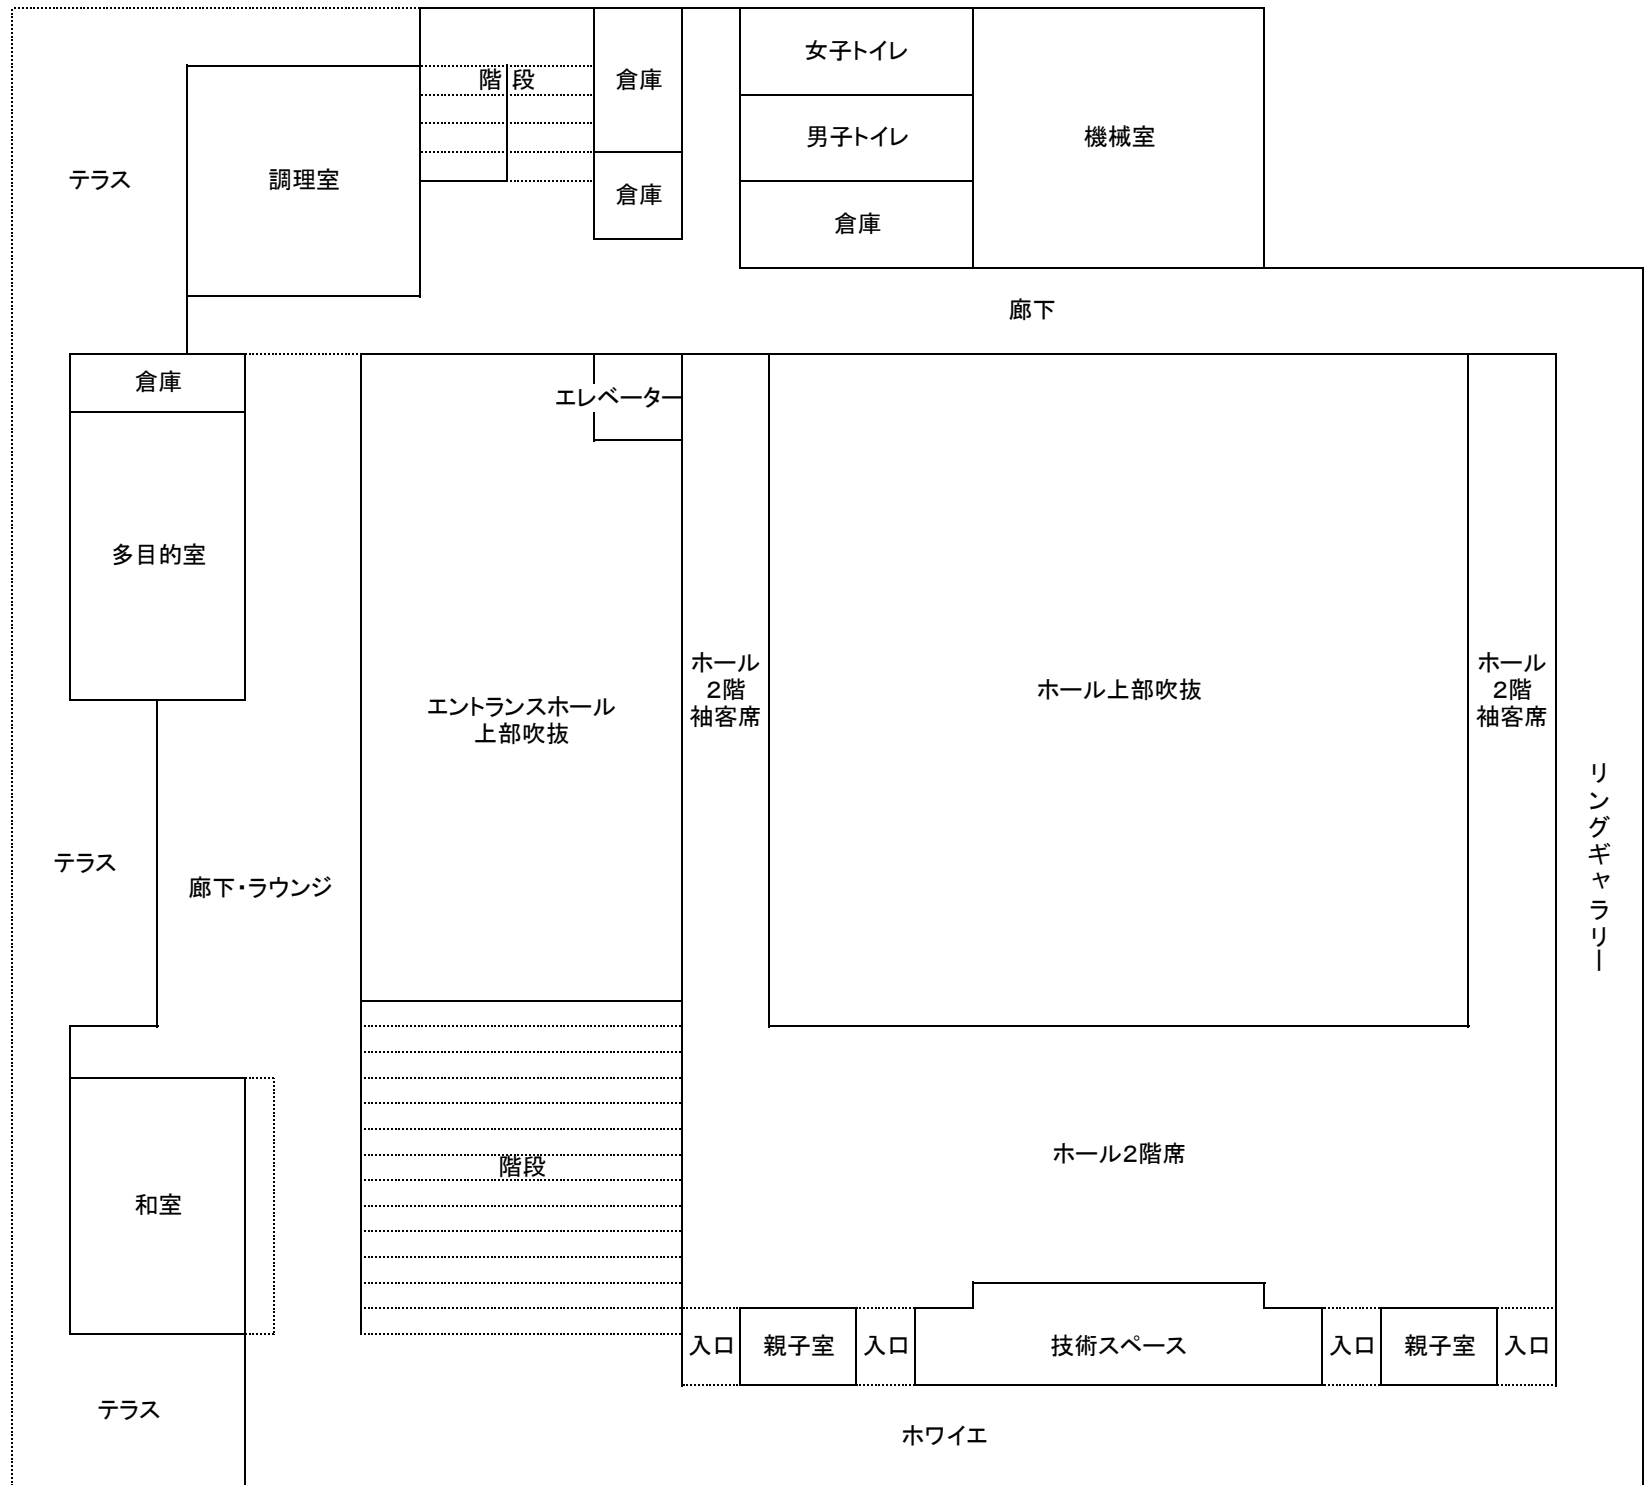 女子トイレ
階段
倉庫
男子トイレ
機械室
テラス
調理室
倉庫
倉庫
廊下
倉庫
エレベーター
多目的室
ホール
2階
袖客席
ホール上部吹抜
ホール
2階
袖客席
エントランスホール
上部吹抜
リングギャラリー
テラス
廊下・ラウンジ
ホール2階席
階段
和室
入口
親子室
入口
技術スペース
入口
親子室
入口
テラス
ホワイエ